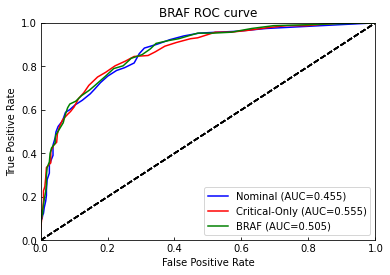 BRAF ROC curve
True Positive Rate
1.0
0.8
0.6
0.4
0.2
0.0
Nominal (AUC=0.455)
Critical-Only (AUC=0.555)
BRAF (AUC=0.505)
0.0 0.2 0.4 0.6 0.8 1.0
False Positive Rate